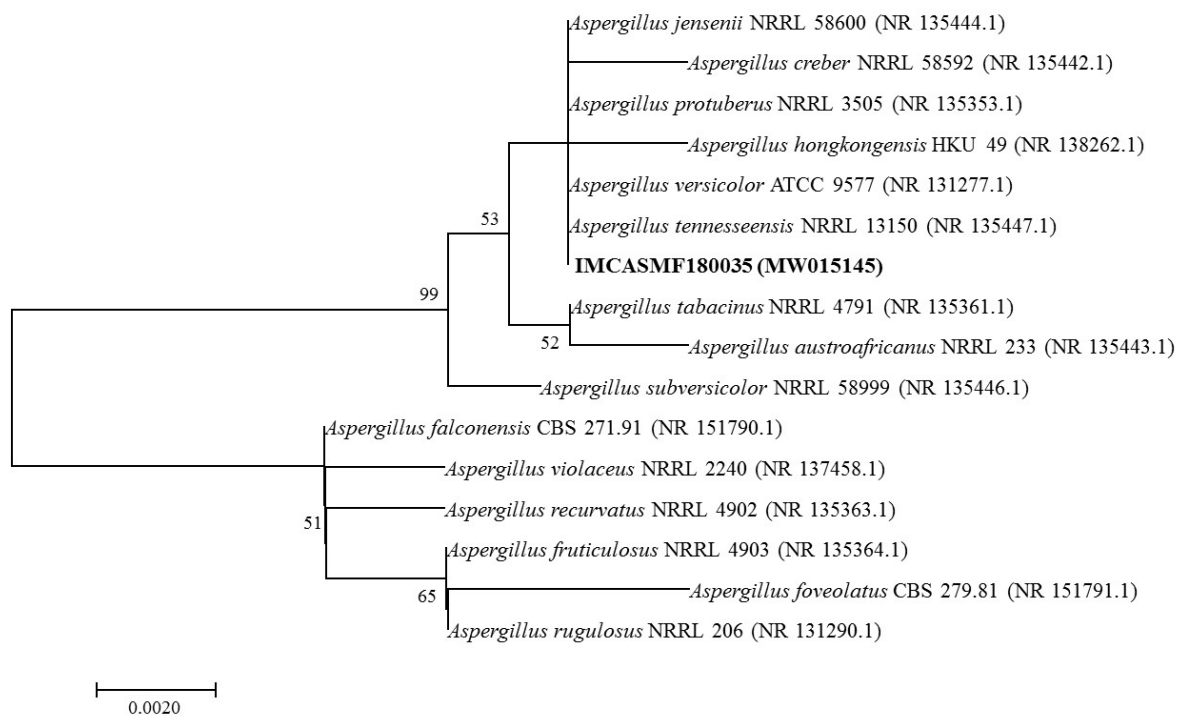 Aspergillus jensenii NRRL 58600 (NR 135444.1)
Aspergillus creber NRRL 58592 (NR 135442.1)
Aspergillus protuberus NRRL 3505 (NR 135353.1)
Aspergillus hongkongensis HKU 49 (NR 138262.1)
Aspergillus versicolor ATCC 9577 (NR 131277.1)
53
Aspergillus tennesseensis NRRL 13150 (NR 135447.1)
IMCASMF180035 (MW015145)
99
Aspergillus tabacinus NRRL 4791 (NR 135361.1)
52
Aspergillus austroafricanus NRRL 233 (NR 135443.1)
Aspergillus subversicolor NRRL 58999 (NR 135446.1)
Aspergillus falconensis CBS 271.91 (NR 151790.1)
Aspergillus violaceus NRRL 2240 (NR 137458.1)
Aspergillus recurvatus NRRL 4902 (NR 135363.1)
51
Aspergillus fruticulosus NRRL 4903 (NR 135364.1)
Aspergillus foveolatus CBS 279.81 (NR 151791.1)
65
Aspergillus rugulosus NRRL 206 (NR 131290.1)
0.0020